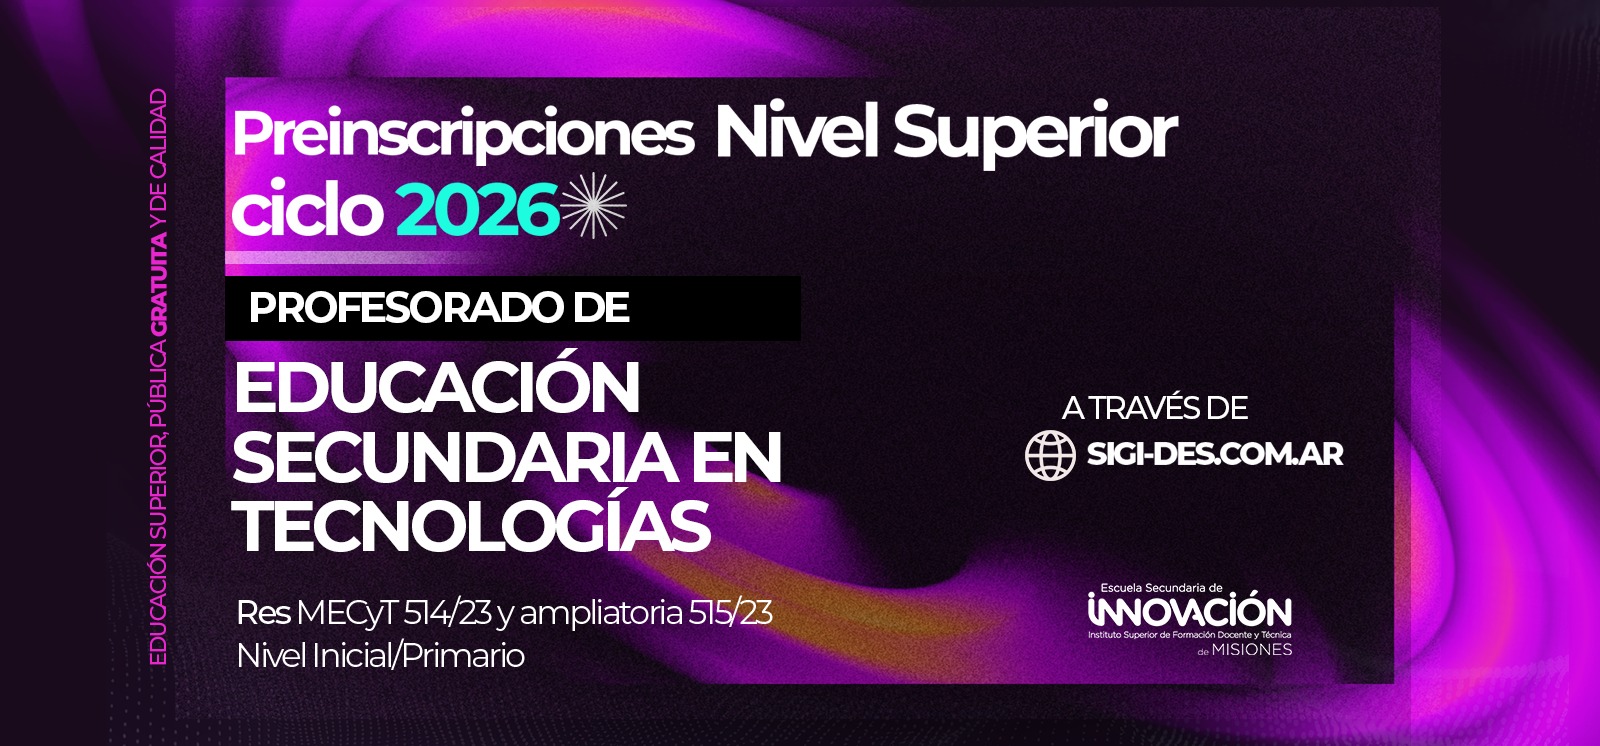 Preinscripciones Nivel Superior
ciclo 2026
PROFESORADO DE
EDUCACIÓN
SECUNDARIA EN
TECNOLOGÍAS
Res MECyT 514/23 y ampliatoria 515/23
Nivel Inicial/Primario
A TRAVÉS DE
SIGI-DES.COM.AR
Escuela Secundaria de
INNOVACIÓN
Instituto Superior de Formación Docente y Técnica
de MISIONES
EDUCACIÓN SUPERIOR, PÚBLICA GRATUITA Y DE CALIDAD